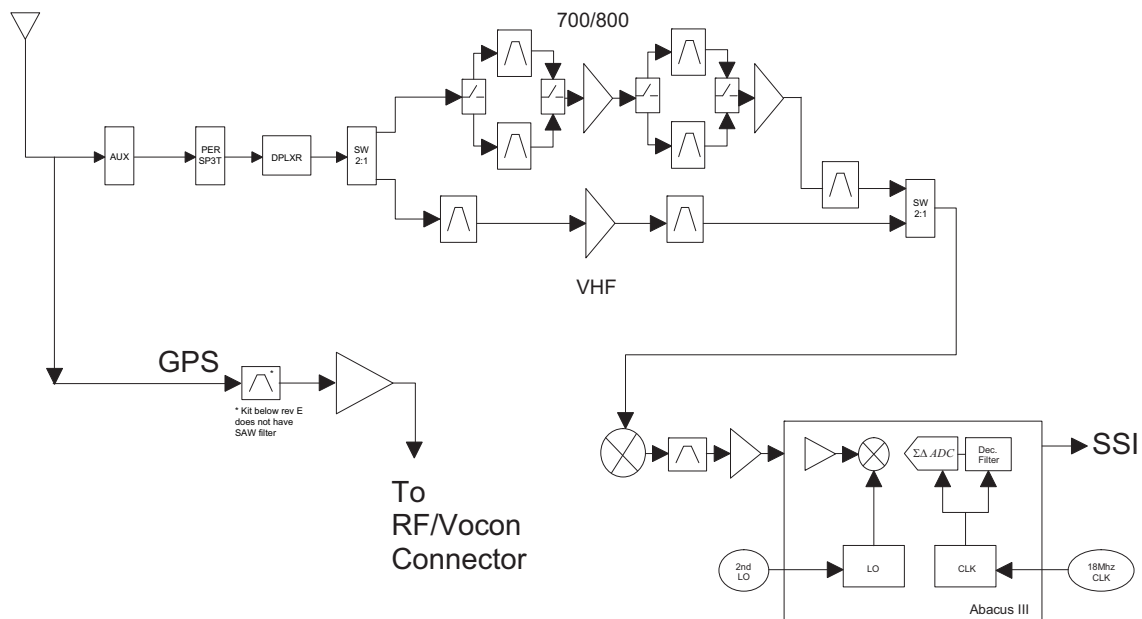 700/800
AUX
PER
SP3T
DPLXR
SW
2:1
SW
2:1
VHF
GPS
*
* Kit below rev E
does not have
SAW filter
To
RF/Vocon
Connector
ΣΔ ADC
Dec.
Filter
SSI
2nd
LO
LO
CLK
18Mhz
CLK
Abacus III